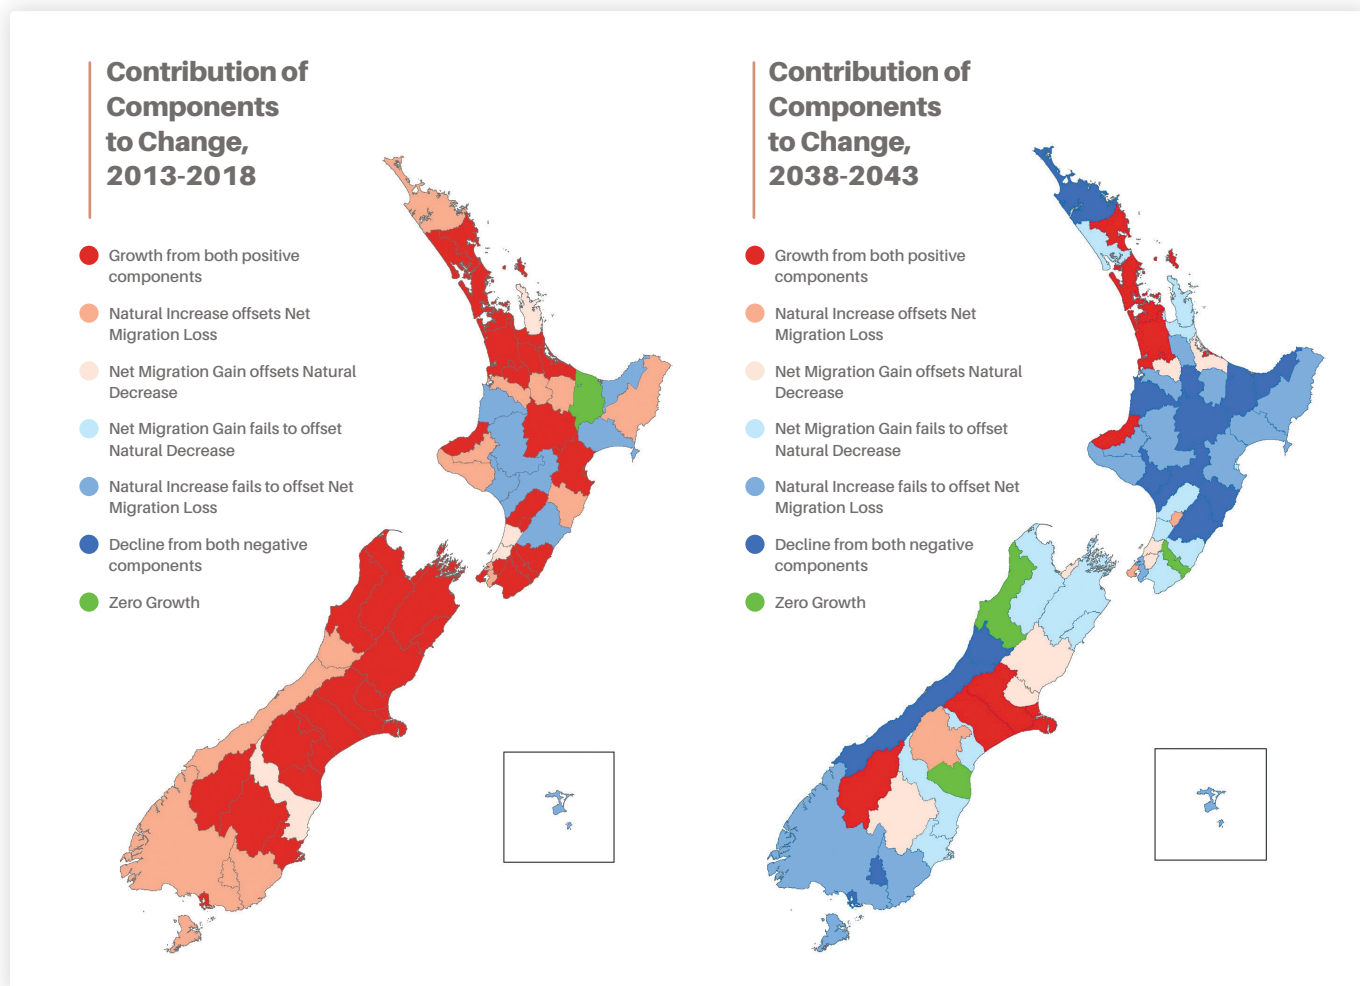 Contribution of
Components
to Change,
2013-2018
Growth from both positive
components
Natural Increase offsets Net
Migration Loss
Net Migration Gain offsets Natural
Decrease
Net Migration Gain fails to offset
Natural Decrease
Natural Increase fails to offset Net
Migration Loss
Decline from both negative
components
Zero Growth
Contribution of
Components
to Change,
2038-2043
Growth from both positive
components
Natural Increase offsets Net
Migration Loss
Net Migration Gain offsets Natural
Decrease
Net Migration Gain fails to offset
Natural Decrease
Natural Increase fails to offset Net
Migration Loss
Decline from both negative
components
Zero Growth